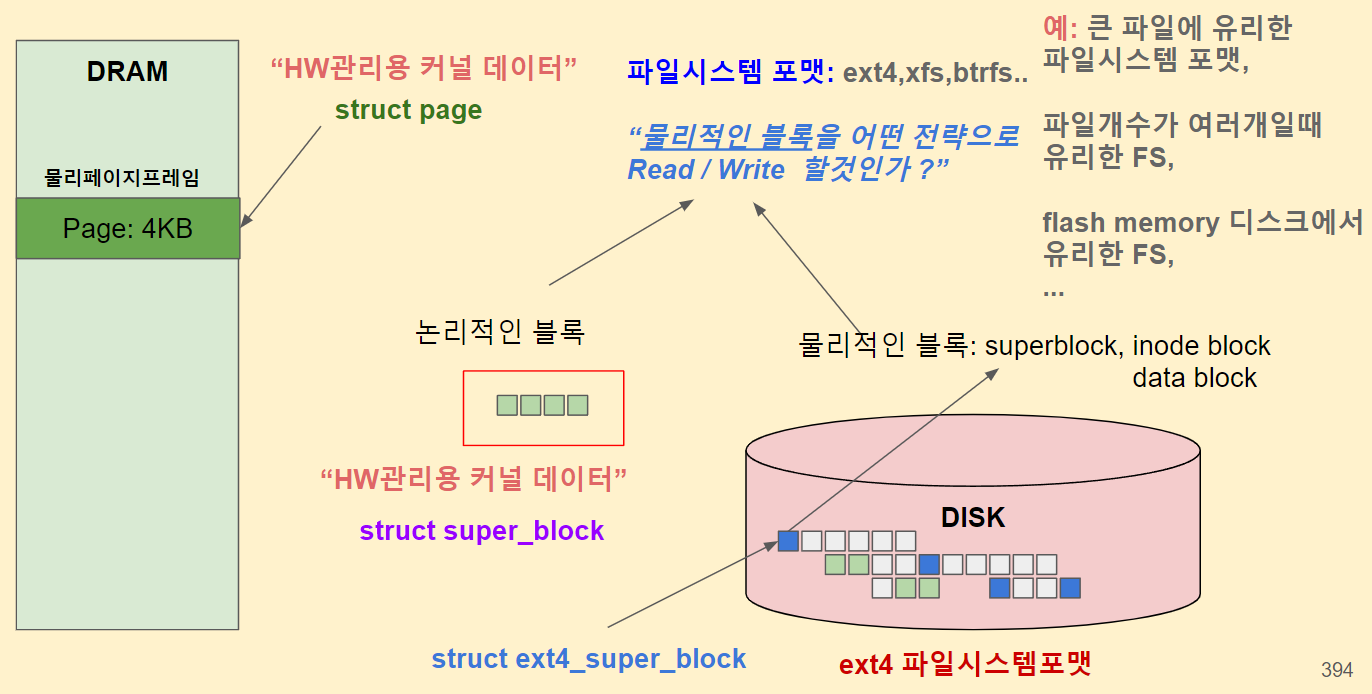 DRAM
물리페이지프레임
Page: 4KB
“HW관리용 커널 데이터”
struct page
파일시스템 포맷: ext4,xfs,btrfs..
“물리적인 블록을 어떤 전략으로
Read / Write 할것인가 ?”
예: 큰 파일에 유리한
파일시스템 포맷,
파일개수가 여러개일때
유리한 FS,
flash memory 디스크에서
유리한 FS,
...
논리적인 블록
“HW관리용 커널 데이터”
struct super_block
물리적인 블록: superblock, inode block
data block
DISK
struct ext4_super_block
ext4 파일시스템포맷
394